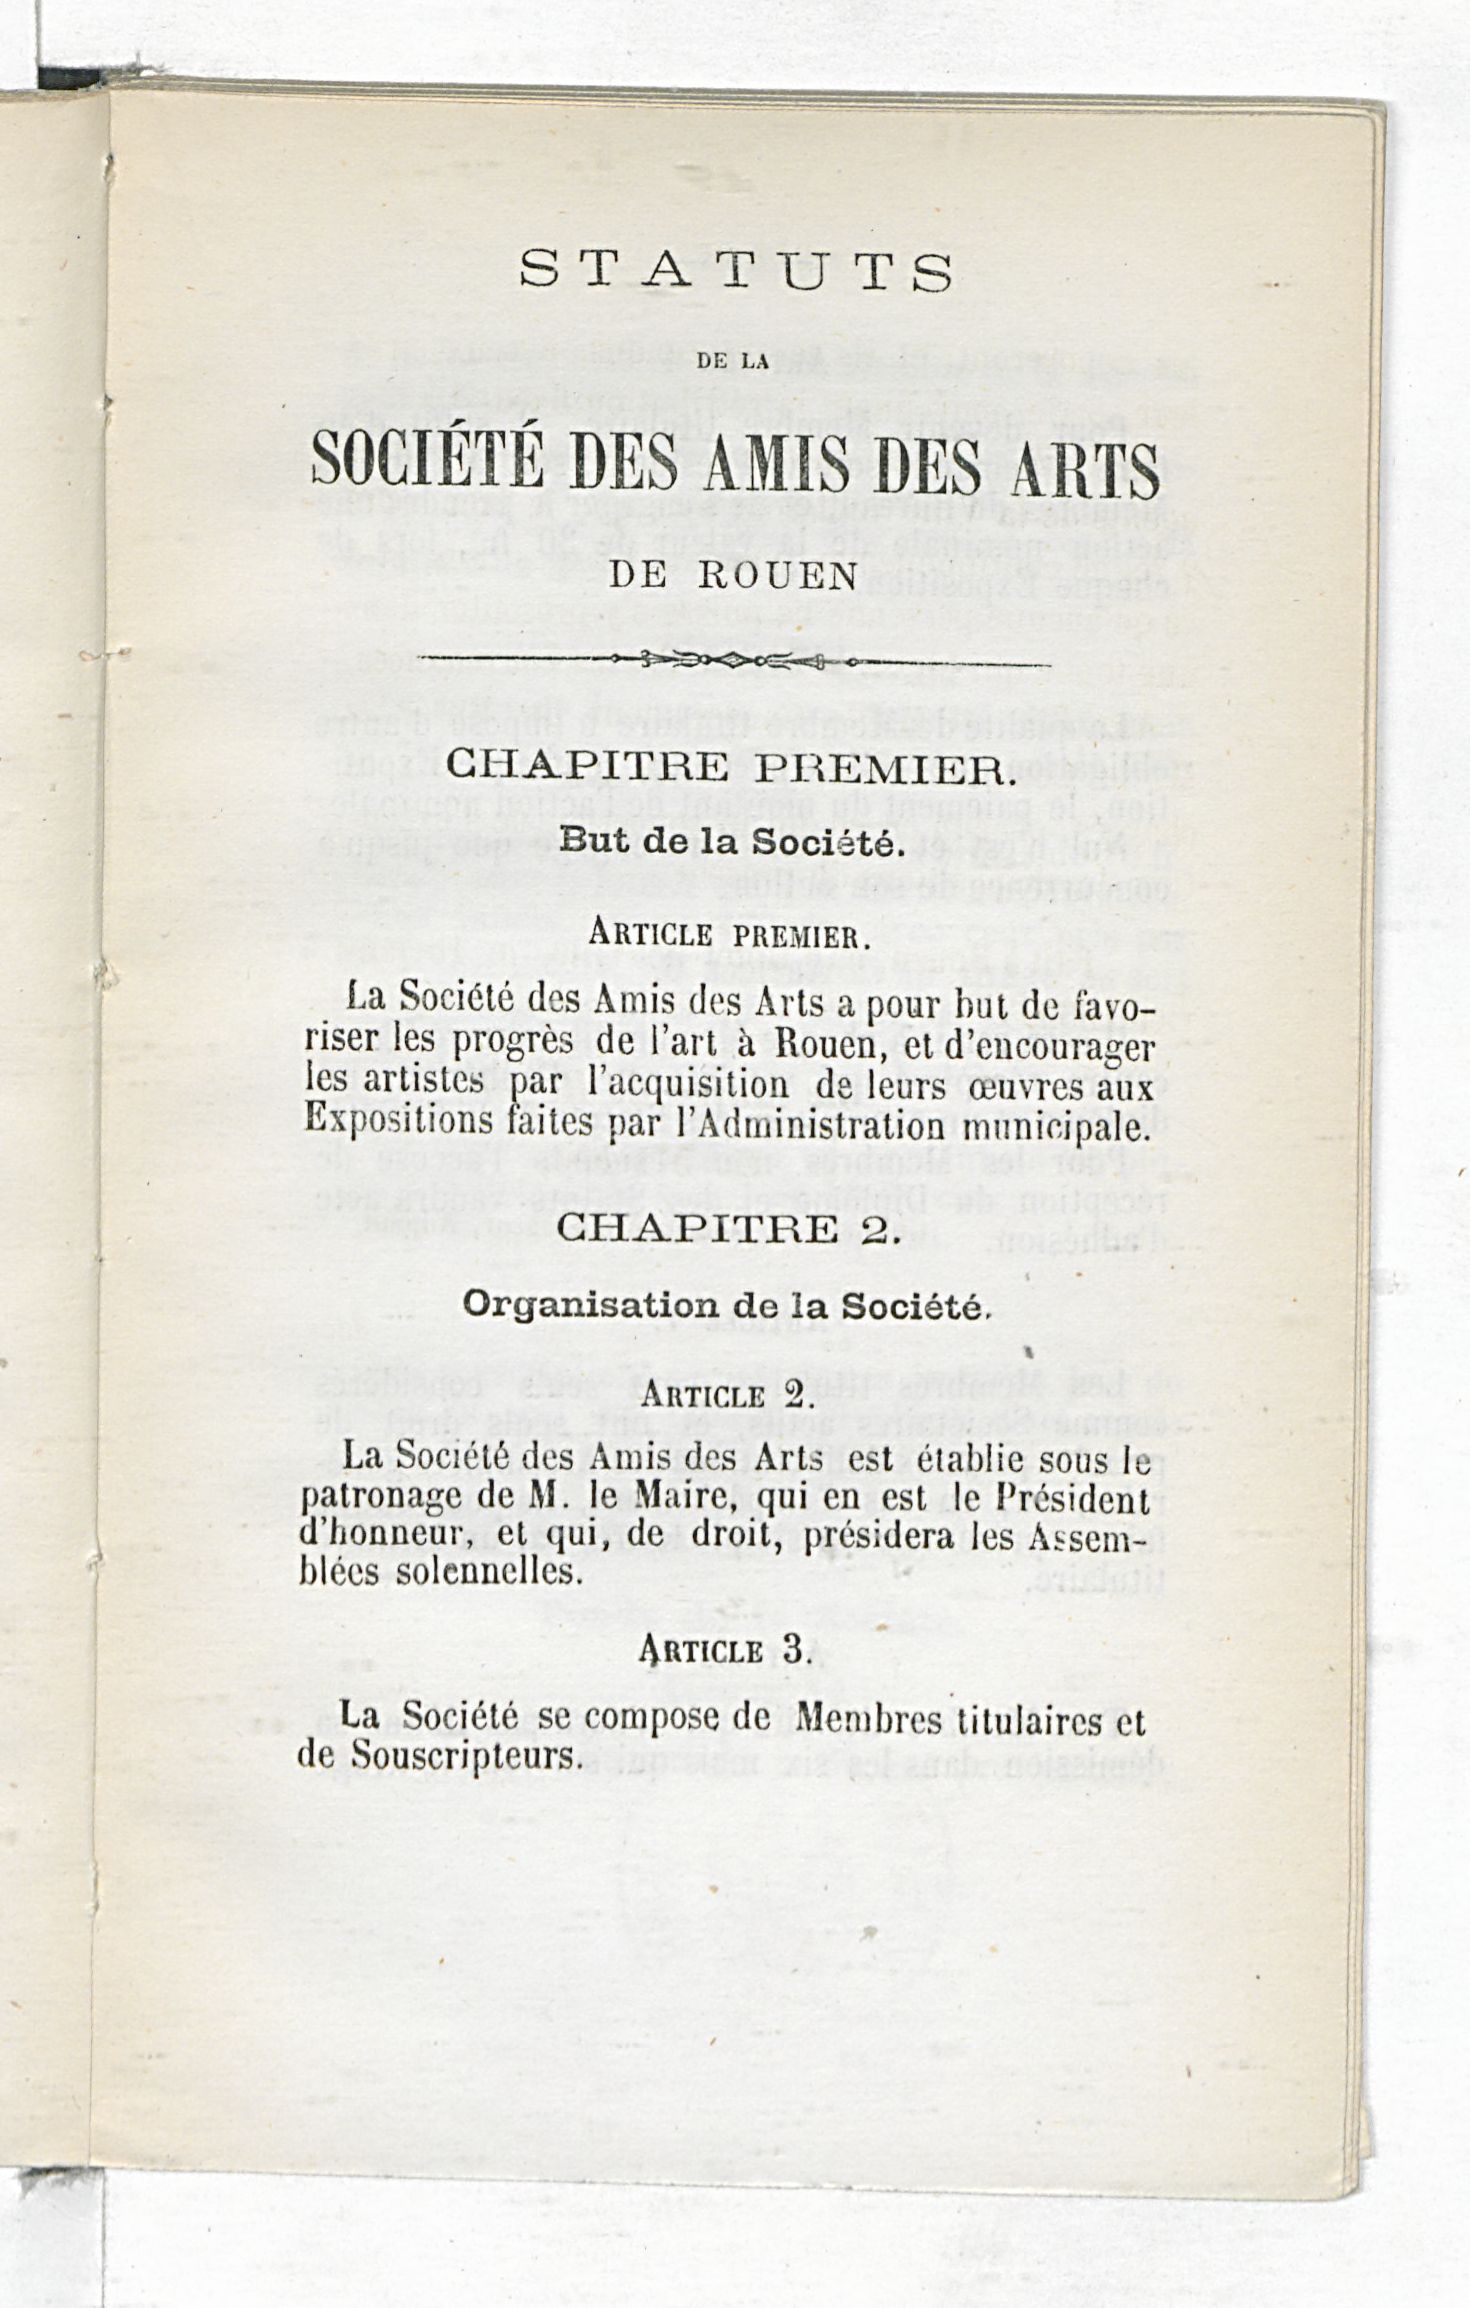 STATUTS
DE LA
SOCIÉTÉ DES AMIS DES ARTS
DE ROUEN
CHAPITRE PREMIER.
But de la Société.
ARTICLE PREMIER.
La Société des Amis des Arts a pour but de favo-
riser les progrès de l'art à Rouen, et d'encourager
les artistes par l'acquisition de leurs œuvres aux
Expositions faites par l'Administration municipale.
CHAPITRE 2.
Organisation de la Société.
ARTICLE 2.
La Société des Amis des Arts est établie sous le
patronage de M. le Maire, qui en est le Président
d'honneur, et qui, de droit, présidera les Assem-
blées solennelles.
ARTICLE 3.
La Société se compose de Membres titulaires et
de Souscripteurs.